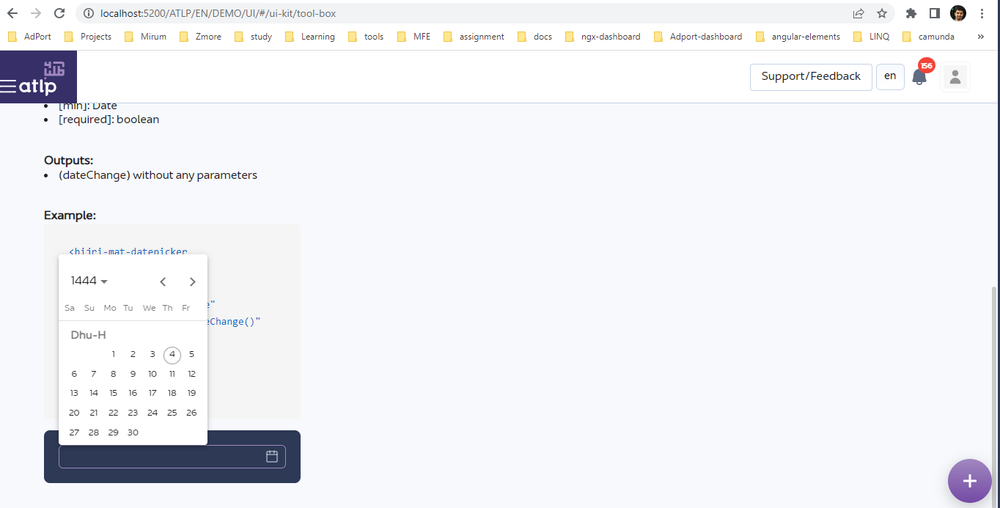 localhost:5200/ATLP/EN/DEMO/UI/#/ui-kit/tool-box
AdPort Projects Mirum Zmore study Learning tools MFE assignment docs ngx-dashboard Adport-dashboard angular-elements LINQ camunda »
atlp Support/Feedback en 156
• [min]: Date
• [required]: boolean
Outputs:
• (dateChange) without any parameters
Example:
<hijri-mat-datepicker
1444
e"
Sa Su Mo Tu We Th Fr
eChange()"
Dhu-H
1 2 3 4 5
6 7 8 9 10 11 12
13 14 15 16 17 18 19
20 21 22 23 24 25 26
27 28 29 30
+